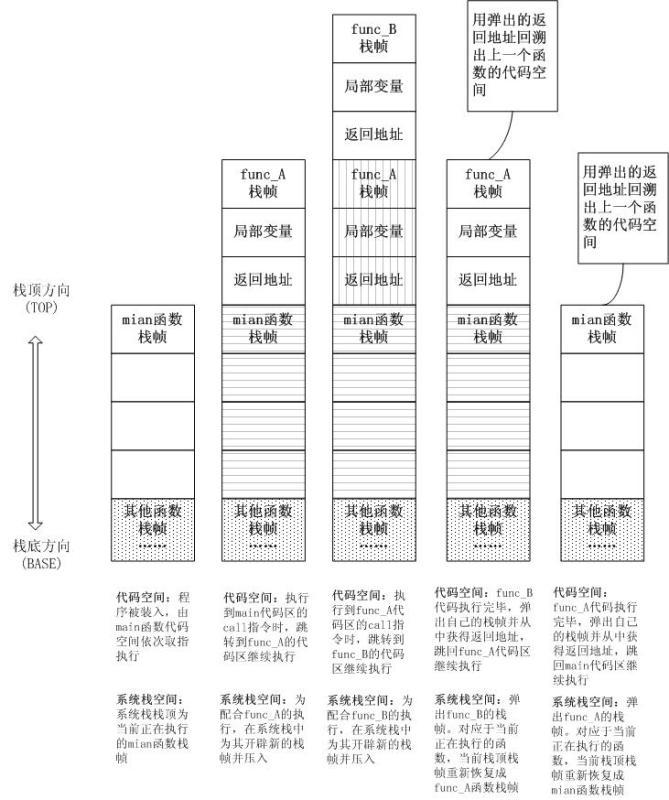 func_B
栈帧
局部变量
返回地址
用弹出的返
回地址回溯
出上一个函
数的代码空
间
func_A
栈帧
局部变量
返回地址
func_A
栈帧
局部变量
返回地址
func_A
栈帧
局部变量
返回地址
用弹出的返
回地址回溯
出上一个函
数的代码空
间
栈顶方向
(TOP)
栈底方向
(BASE)
mian函数
栈帧
其他函数
栈帧
……
mian函数
栈帧
其他函数
栈帧
……
mian函数
栈帧
其他函数
栈帧
……
mian函数
栈帧
其他函数
栈帧
……
mian函数
栈帧
其他函数
栈帧
……
代码空间：程
序被装入，由
main函数代码
空间依次取指
执行
系统栈空间：
系统栈栈顶为
当前正在执行
的mian函数栈
帧
代码空间：执行
到main代码区的
call指令时，跳
转到func_A的代
码区继续执行
系统栈空间：为
配合func_A的执
行，在系统栈中
为其开辟新的栈
帧并压入
代码空间：执
行到func_A代
码区的call指
令时，跳转到
func_B的代码
区继续执行
系统栈空间：为
配合func_B的执
行，在系统栈中
为其开辟新的栈
帧并压入
代码空间：func_B
代码执行完毕，弹
出自己的栈帧并从
中获得返回地址，
跳回func_A代码区
继续执行
系统栈空间：弹
出func_B的栈
帧。对应于当前
正在执行的函
数，当前栈顶栈
帧重新恢复成
func_A函数栈帧
代码空间：
func_A代码执行
完毕，弹出自己
的栈帧并从中获
得返回地址，跳
回main代码区继
续执行
系统栈空间：弹
出func_A的栈
帧。对应于当前
正在执行的函
数，当前栈顶栈
帧重新恢复成
mian函数栈帧